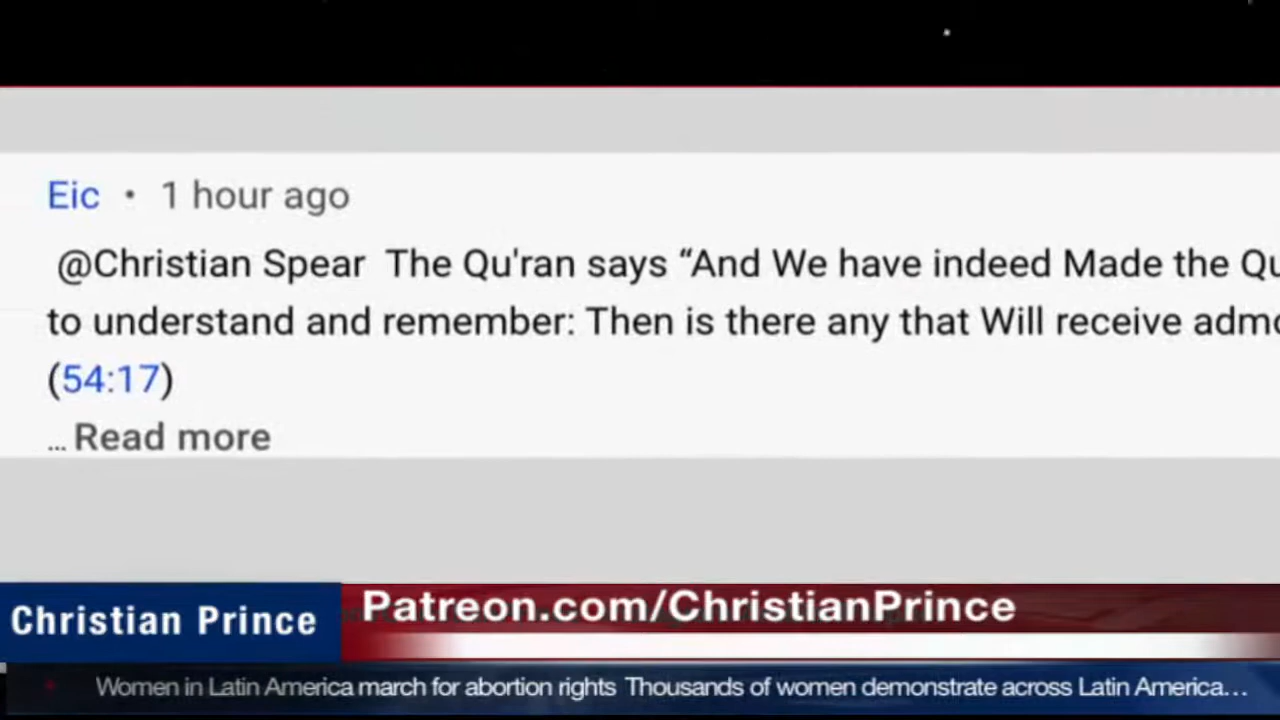 Eic • 1 hour ago
@Christian Spear The Qu'ran says “And We have indeed Made the
to understand and remember: Then is there any that Will receive
(54:17)
... Read more
Christian Prince
Patreon.com/ChristianPrince
Women in Latin America march for abortion rights Thousands of women demonstrate across Latin America...